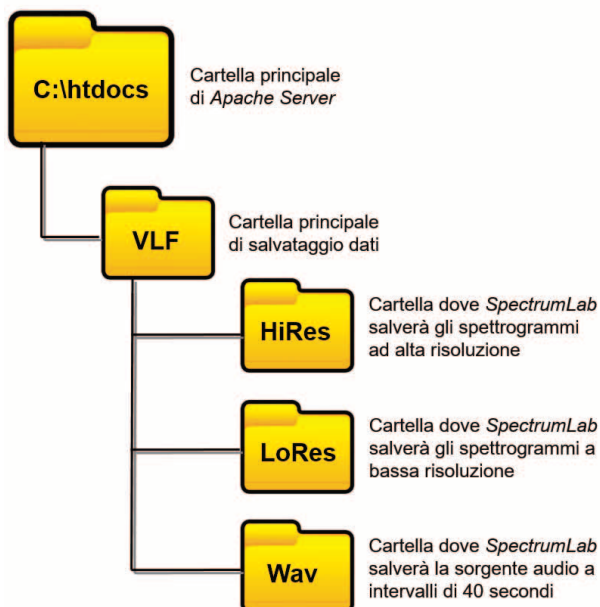 C:\htdocs
Cartella principale
di Apache Server
VLF
Cartella principale
di salvataggio dati
HiRes
Cartella dove SpectrumLab
salverà gli spettrogrammi
ad alta risoluzione
LoRes
Cartella dove SpectrumLab
salverà gli spettrogrammi a
bassa risoluzione
Wav
Cartella dove SpectrumLab
salverà la sorgente audio a
intervalli di 40 secondi